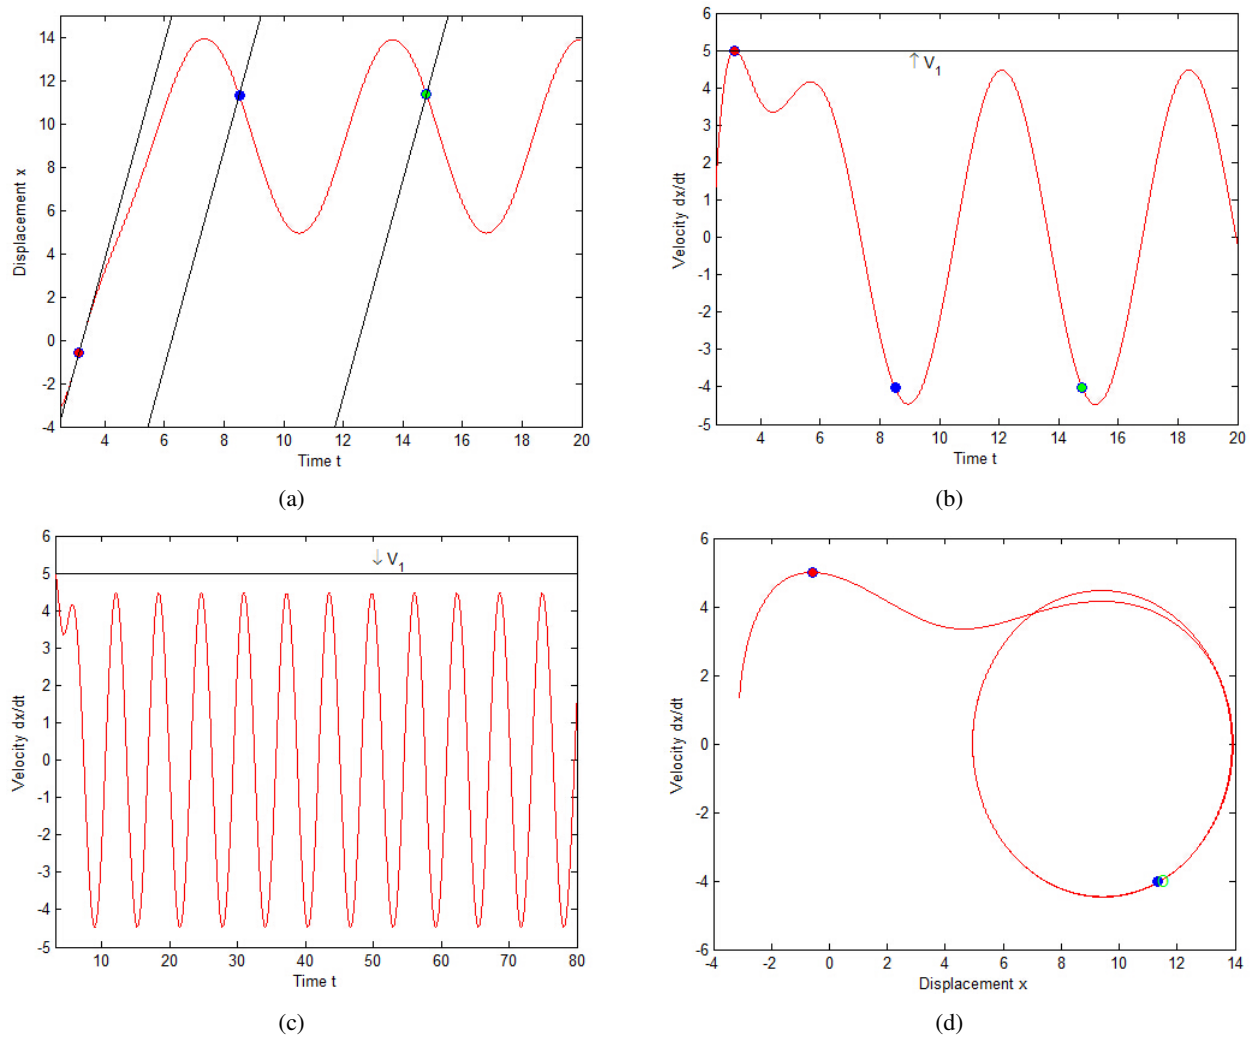 14
12
10
8
6
4
2
0
-2
-4
4 6 8 10 12 14 16 18 20
Displacement x
Time t
(a)
6
5
4
3
2
1
0
-1
-2
-3
-4
-5
4 6 8 10 12 14 16 18 20
↑ V1
Velocity dx/dt
Time t
(b)
6
5
4
3
2
1
0
-1
-2
-3
-4
-5
10 20 30 40 50 60 70 80
↓ V1
Velocity dx/dt
Time t
(c)
6
4
2
0
-2
-4
-6
-4 -2 0 2 4 6 8 10 12 14
Velocity dx/dt
Displacement x
(d)